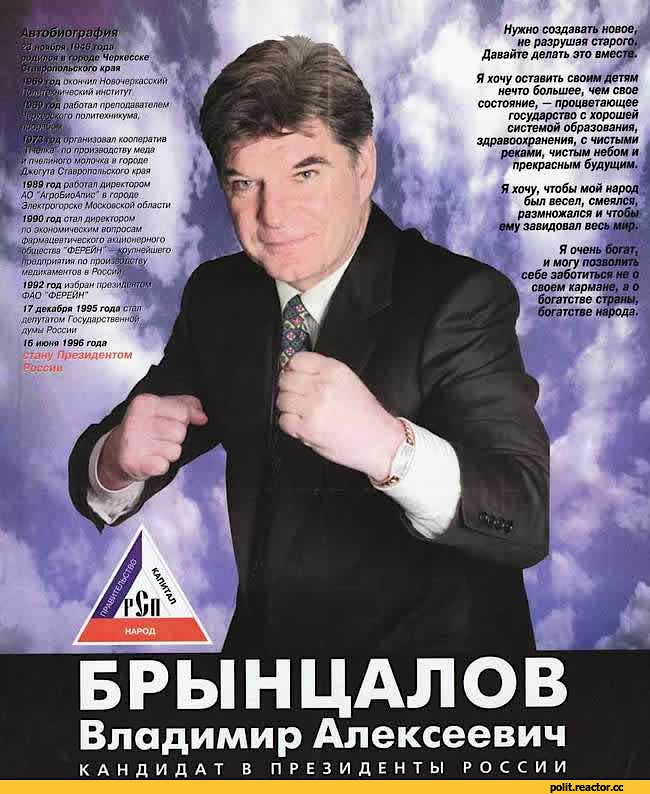 Автобиография
23 ноября 1946 года
родился в городе Черкесске
Ставропольского края
1969 год окончил Новочеркасский
Политехнический институт
1969 год работал преподавателем
Черкесского политехникума,
1973 год организовал кооператив
"Пчелка" по производству меда
и пчелиного молочка в городе
Джегута Ставропольского края
1989 год работал директором
АО "АгроБиоАпис" в городе
Электрогорске Московской области
1990 год стал директором
по экономическим вопросам
фармацевтического акционерного
общества "ФЕРЕЙН" – крупнейшего
предприятия по производству
медикаментов в России
1992 год избран президентом
ФАО "ФЕРЕЙН"
17 декабря 1995 года стал
депутатом Государственной
думы России
16 июня 1996 года
стану Президентом
России
Нужно создавать новое,
не разрушая старого.
Давайте делать это вместе.
Я хочу оставить своим детям
нечто большее, чем свое
состояние, – процветающее
государство с хорошей
системой образования,
здравоохранения, с чистыми
реками, чистым небом и
прекрасным будущим.
Я хочу, чтобы мой народ
был весел, смеялся,
размножался и чтобы
ему завидовал весь мир.
Я очень богат,
и могу позволить
себе заботиться не о
своем кармане, а о
богатстве страны,
богатстве народа.
ПРАВИТЕЛЬСТВО
КАПИТАЛ
РСП
НАРОД
БРЫНЦАЛОВ
Владимир Алексеевич
КАНДИДАТ В ПРЕЗИДЕНТЫ РОССИИ
polit.reactor.cc